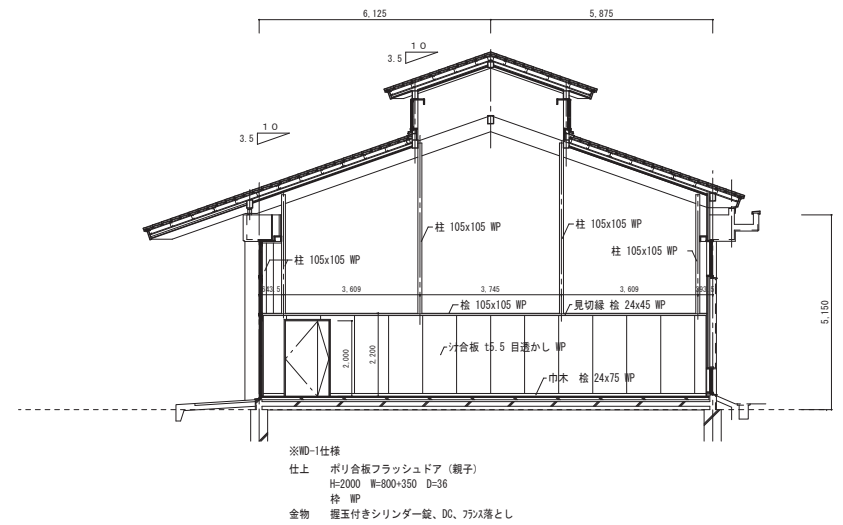 6,125
5,875
10
3.5
10
3.5
柱 105x105 WP
柱 105x105 WP
柱 105x105 WP
柱 105x105 WP
3,609
3,745
3,609
桧 105x105 WP
見切縁 桧 24x45 WP
5,150
2,000
2,200
ｼﾅ合板 t5.5 目透かし WP
巾木 桧 24x75 WP
※WD-1仕様
仕上 ポリ合板フラッシュドア（親子）
H=2000 W=800+350 D=36
枠 WP
金物 握玉付きシリンダー錠、DC、ﾌﾗﾝｽ落とし